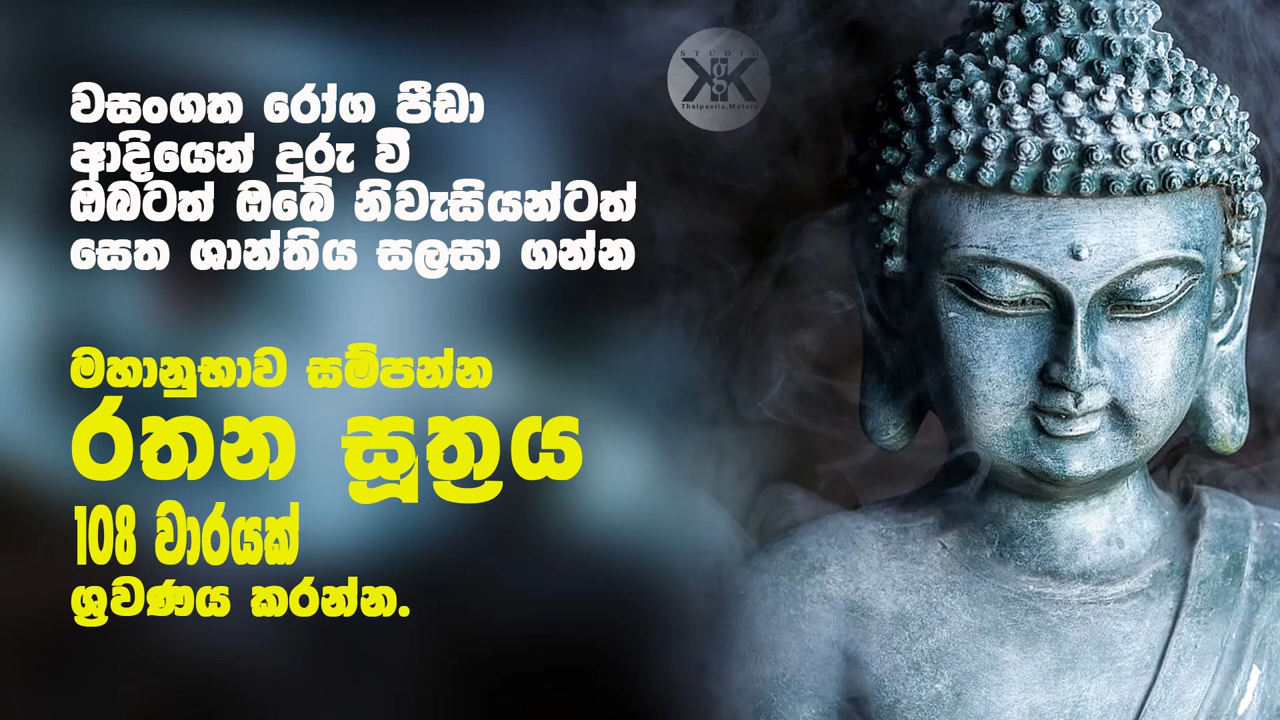 වසංගත රෝග පීඩා
ආදියෙන් දුරු වී
ඔබටත් ඔබේ නිවැසියන්ටත්
සෙත ශාන්තිය සලසා ගන්න
මහානුභාව සම්පන්න
රතන සූත්‍රය
108 වාරයක්
ශ්‍රවණය කරන්න.
STUDIO
KgK
Thalpavila,Matara